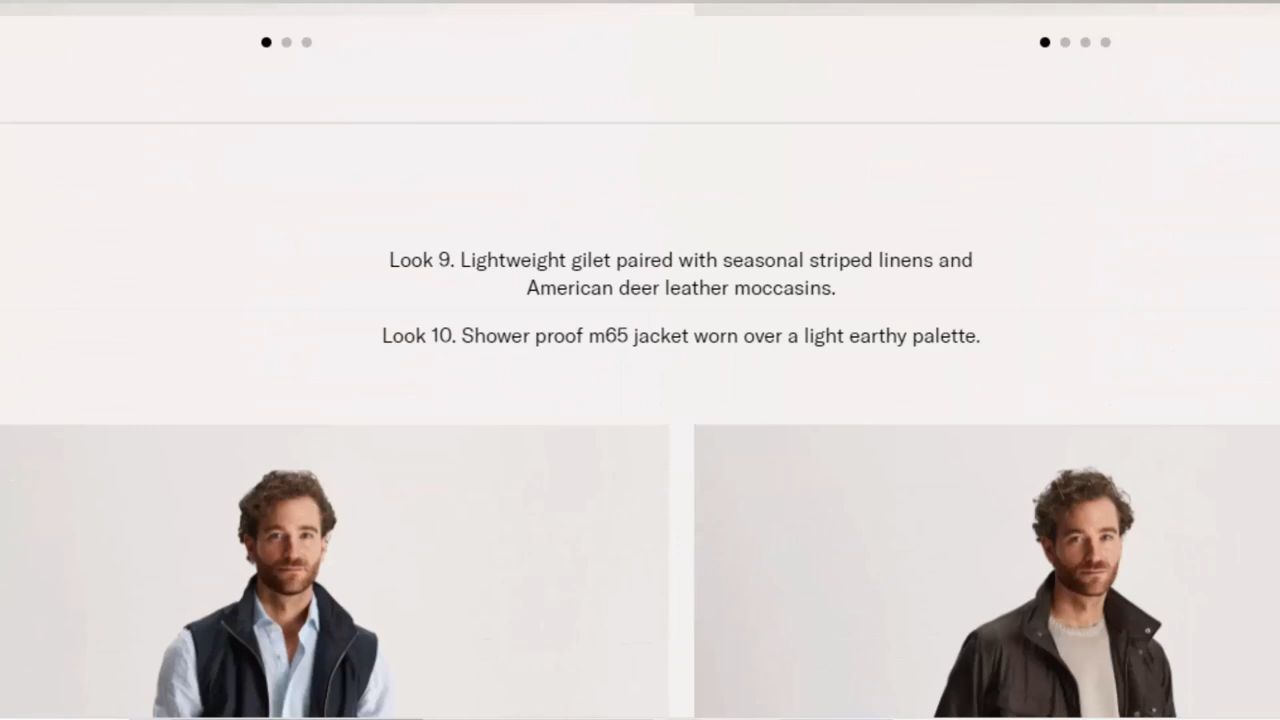 Look 9. Lightweight gilet paired with seasonal striped linens and
American deer leather moccasins.
Look 10. Shower proof m65 jacket worn over a light earthy palette.